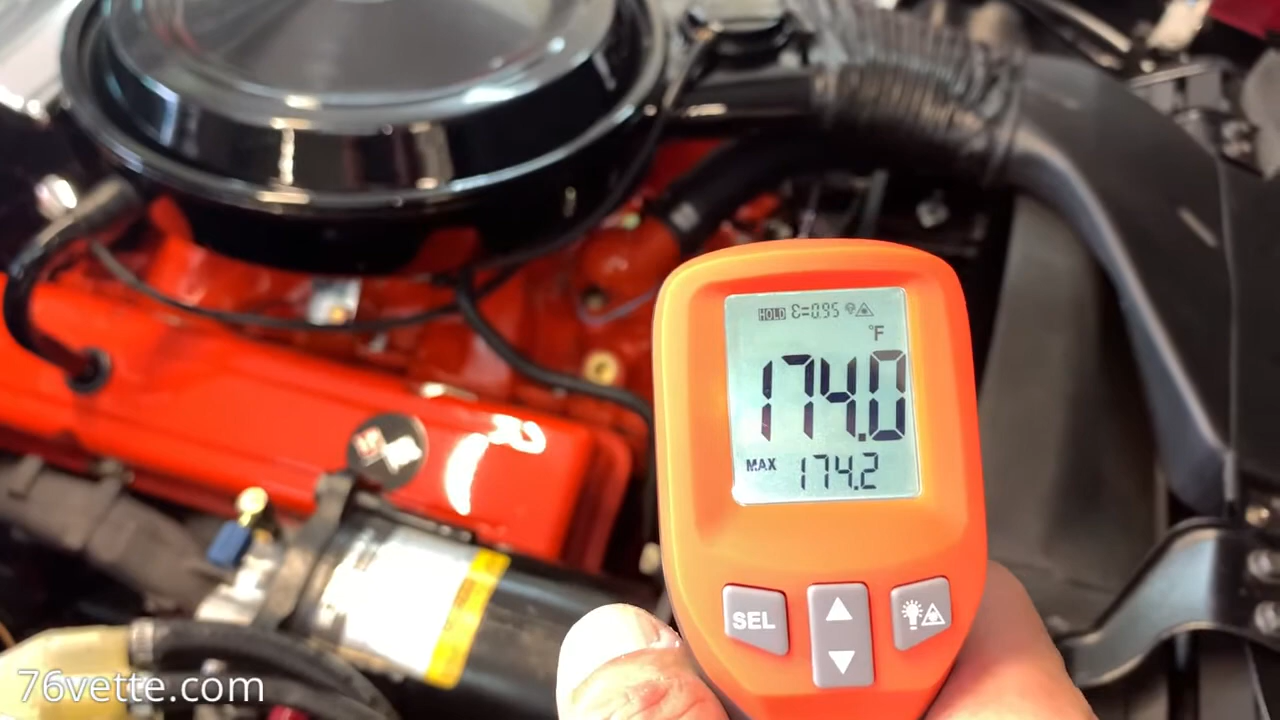 HOLD ε=0.95
°F
174.0
MAX 174.2
SEL
76vette.com